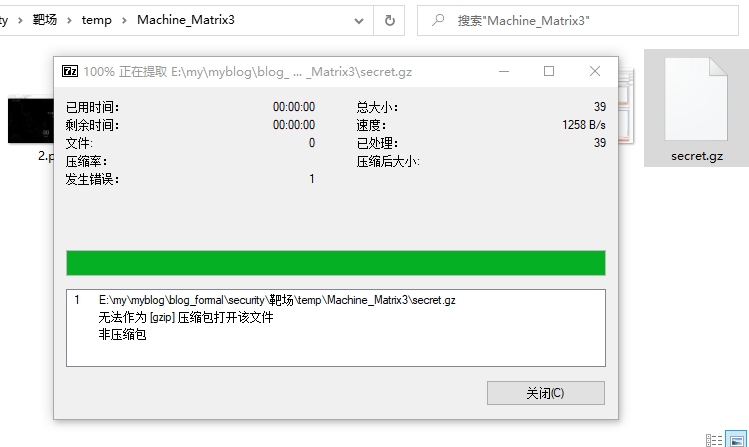 ty › 靶场 › temp › Machine_Matrix3
搜索"Machine_Matrix3"
7z 100% 正在提取 E:\my\myblog\blog_ ... _Matrix3\secret.gz
已用时间: 00:00:00 总大小: 39
剩余时间: 00:00:00 速度: 1258 B/s
文件: 0 已处理: 39
压缩率: 压缩后大小:
发生错误: 1
2.p
secret.gz
1 E:\my\myblog\blog_formal\security\靶场\temp\Machine_Matrix3\secret.gz
无法作为 [gzip] 压缩包打开该文件
非压缩包
关闭(C)